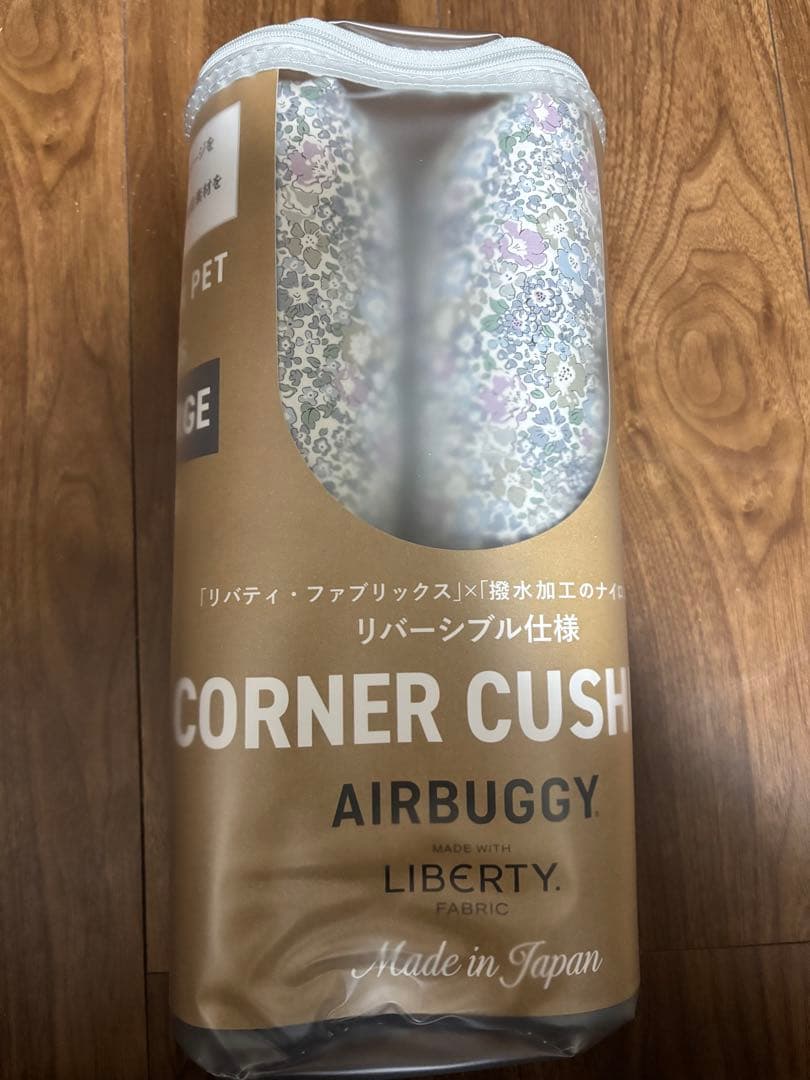 ージを
素材を
PET
GE
「リバティ・ファブリックス」×「撥水加工のナイロ
リバーシブル仕様
CORNER CUSH
AIRBUGGY®
MADE WITH
LIBERTY.
FABRIC
Made in Japan